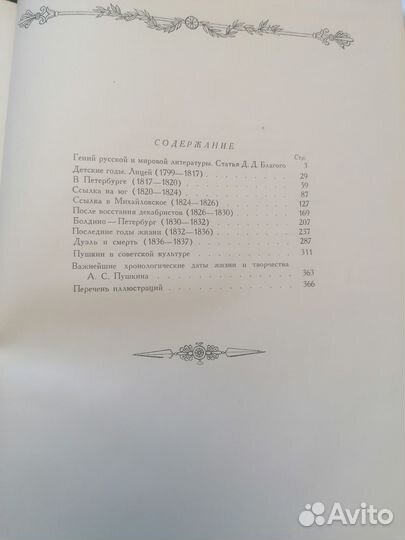 СОДЕРЖАНИЕ
Стр.
Гений русской и мировой литературы. Статья Д. Д. Благого 3
Детские годы. Лицей (1799—1817) 29
В Петербурге (1817—1820) 59
Ссылка на юг (1820—1824) 87
Ссылка в Михайловское (1824—1826) 127
После восстания декабристов (1826—1830) 169
Болдино — Петербург (1830—1832) 207
Последние годы жизни (1832—1836) 237
Дуэль и смерть (1836—1837) 287
Пушкин в советской культуре 311
Важнейшие хронологические даты жизни и творчества
А. С. Пушкина 363
Перечень иллюстраций 366
Avito